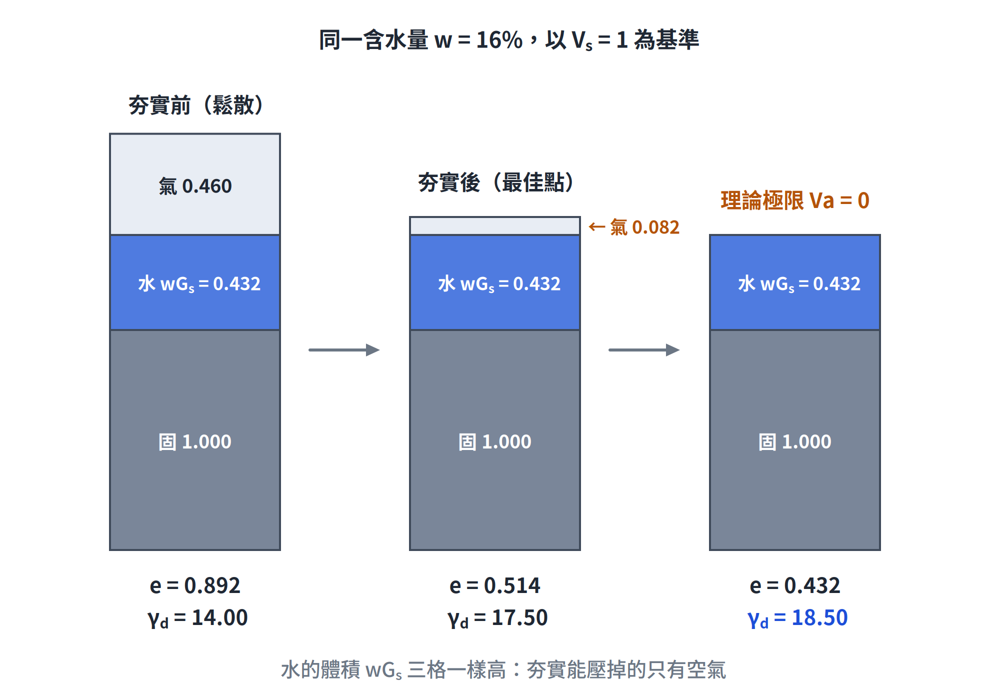 同一含水量 w = 16%，以 Vₛ = 1 為基準
夯實前（鬆散）
氣 0.460
水 wGₛ = 0.432
固 1.000
e = 0.892
γd = 14.00
夯實後（最佳點）
← 氣 0.082
水 wGₛ = 0.432
固 1.000
e = 0.514
γd = 17.50
理論極限 Va = 0
水 wGₛ = 0.432
固 1.000
e = 0.432
γd = 18.50
水的體積 wGₛ 三格一樣高：夯實能壓掉的只有空氣